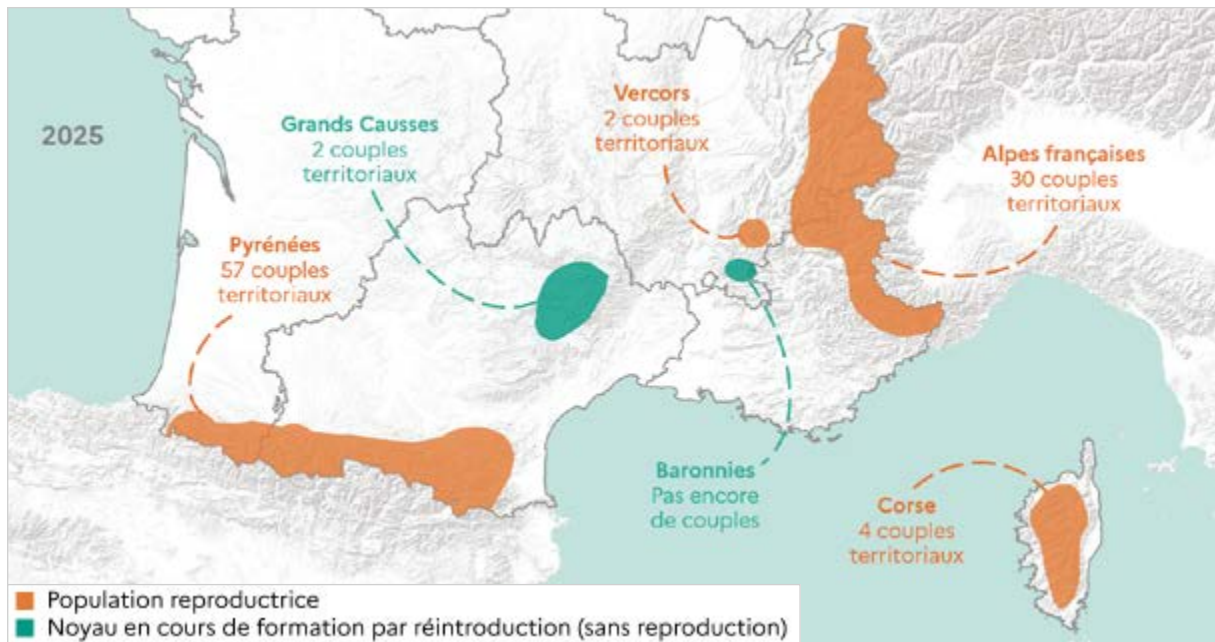 2025
Grands Causses
2 couples
territoriaux
Vercors
2 couples
territoriaux
Alpes françaises
30 couples
territoriaux
Pyrénées
57 couples
territoriaux
Baronnies
Pas encore
de couples
Corse
4 couples
territoriaux
Population reproductrice
Noyau en cours de formation par réintroduction (sans reproduction)